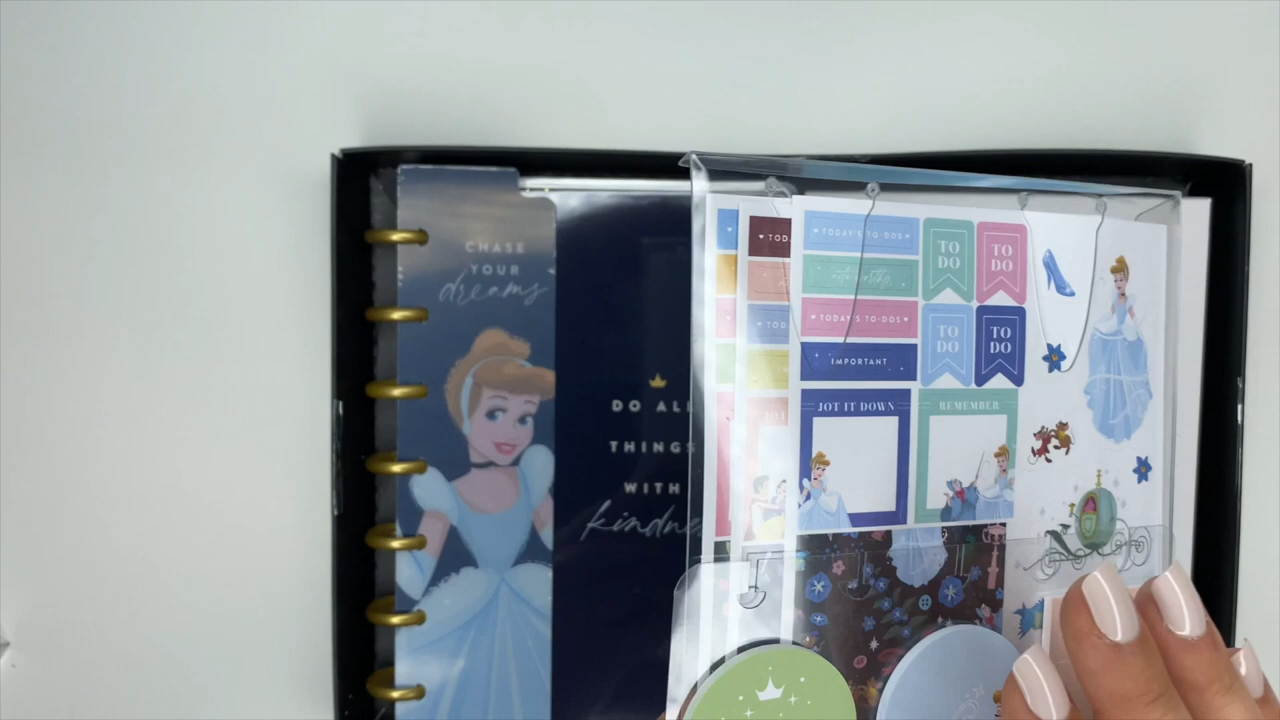 CHASE
YOUR
dreams
DO ALL
THINGS
WITH
TODAY'S TO-DOS
noteworthy
TODAY'S TO-DOS
IMPORTANT
TO
DO
TO
DO
TO
DO
TO
DO
JOT IT DOWN
REMEMBER